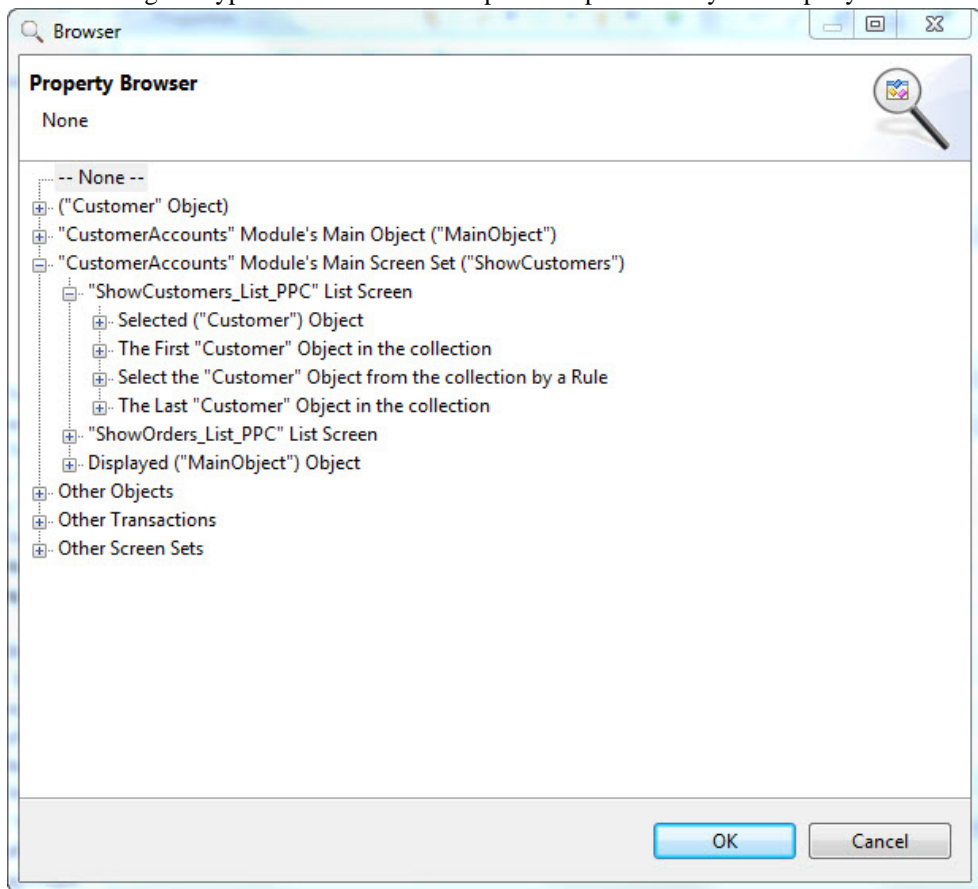 Browser
Property Browser
None
-- None --
("Customer" Object)
"CustomerAccounts" Module's Main Object ("MainObject")
"CustomerAccounts" Module's Main Screen Set ("ShowCustomers")
"ShowCustomers_List_PPC" List Screen
Selected ("Customer") Object
The First "Customer" Object in the collection
Select the "Customer" Object from the collection by a Rule
The Last "Customer" Object in the collection
"ShowOrders_List_PPC" List Screen
Displayed ("MainObject") Object
Other Objects
Other Transactions
Other Screen Sets
OK Cancel